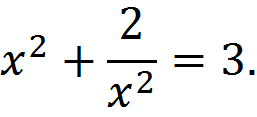 x² + 2/x² = 3.